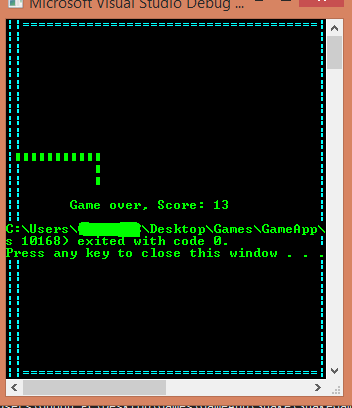 Microsoft Visual Studio Debug ...
Game over, Score: 13
C:\Users\ \Desktop\Games\GameApp\
s 10168) exited with code 0.
Press any key to close this window . . .